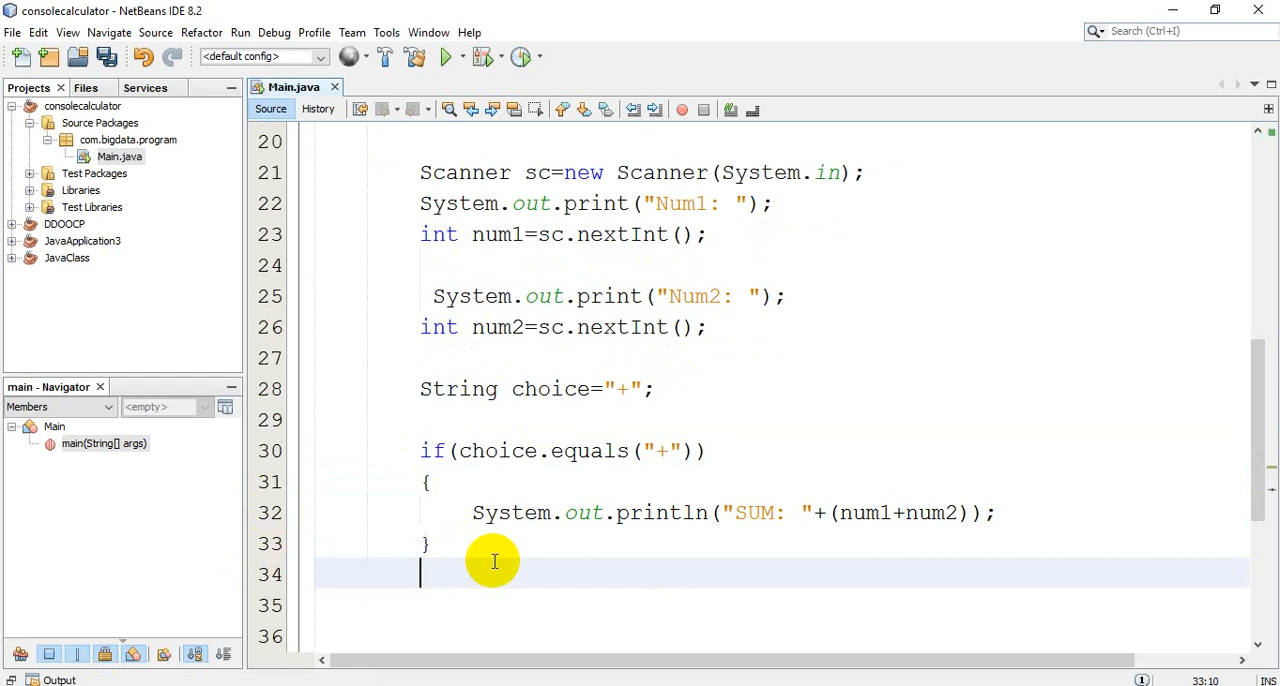 consolecalculator - NetBeans IDE 8.2
File Edit View Navigate Source Refactor Run Debug Profile Team Tools Window Help
Search (Ctrl+I)
<default config>
Projects Files Services
Main.java
Source History
consolecalculator
Source Packages
com.bigdata.program
Main.java
Test Packages
Libraries
Test Libraries
DDOOCP
JavaApplication3
JavaClass
main - Navigator
Members <empty>
Main
main(String[] args)
20
21 Scanner sc=new Scanner(System.in);
22 System.out.print("Num1: ");
23 int num1=sc.nextInt();
24
25 System.out.print("Num2: ");
26 int num2=sc.nextInt();
27
28 String choice="+";
29
30 if(choice.equals("+"))
31 {
32 System.out.println("SUM: "+(num1+num2));
33 }
34
35
36
Output
1 33:10 INS